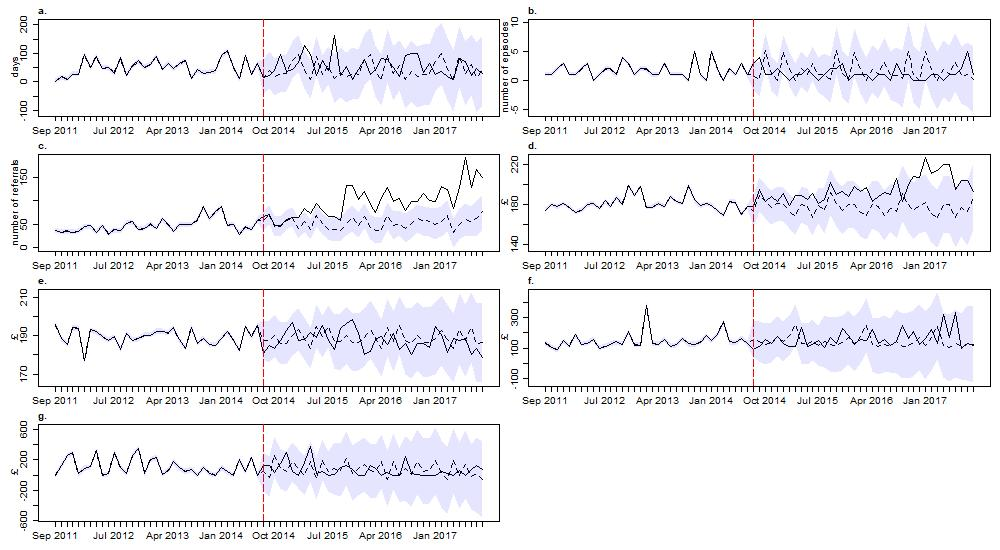 a.
days
200
100
0
-100
Sep 2011 Jul 2012 Apr 2013 Jan 2014 Oct 2014 Jul 2015 Apr 2016 Jan 2017
b.
number of episodes
10
5
0
-5
Sep 2011 Jul 2012 Apr 2013 Jan 2014 Oct 2014 Jul 2015 Apr 2016 Jan 2017
c.
number of referrals
150
50
0
Sep 2011 Jul 2012 Apr 2013 Jan 2014 Oct 2014 Jul 2015 Apr 2016 Jan 2017
d.
£
220
180
140
Sep 2011 Jul 2012 Apr 2013 Jan 2014 Oct 2014 Jul 2015 Apr 2016 Jan 2017
e.
£
210
190
170
Sep 2011 Jul 2012 Apr 2013 Jan 2014 Oct 2014 Jul 2015 Apr 2016 Jan 2017
f.
£
300
100
-100
Sep 2011 Jul 2012 Apr 2013 Jan 2014 Oct 2014 Jul 2015 Apr 2016 Jan 2017
g.
£
600
200
-200
-600
Sep 2011 Jul 2012 Apr 2013 Jan 2014 Oct 2014 Jul 2015 Apr 2016 Jan 2017